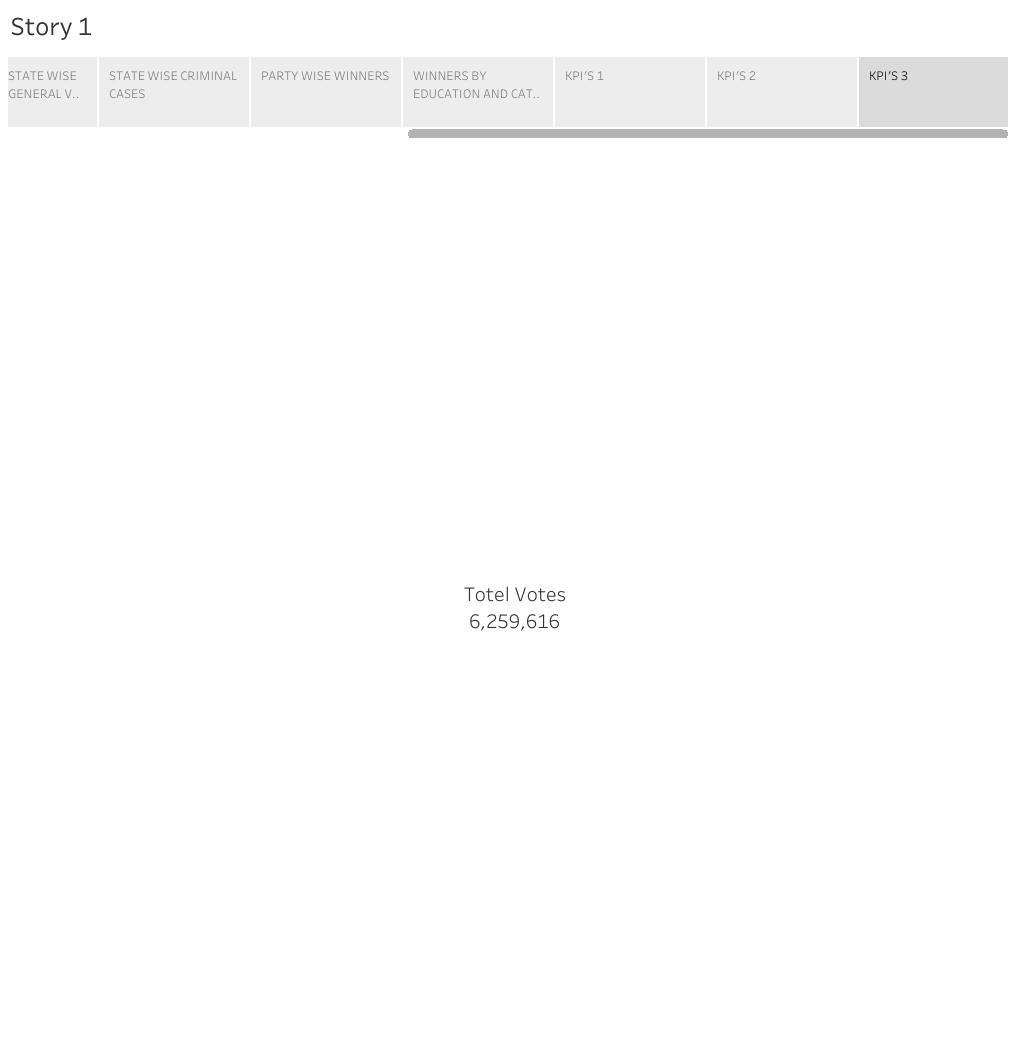 Story 1
STATE WISE
GENERAL V..
STATE WISE CRIMINAL
CASES
PARTY WISE WINNERS
WINNERS BY
EDUCATION AND CAT..
KPI'S 1
KPI'S 2
KPI'S 3
Totel Votes
6,259,616